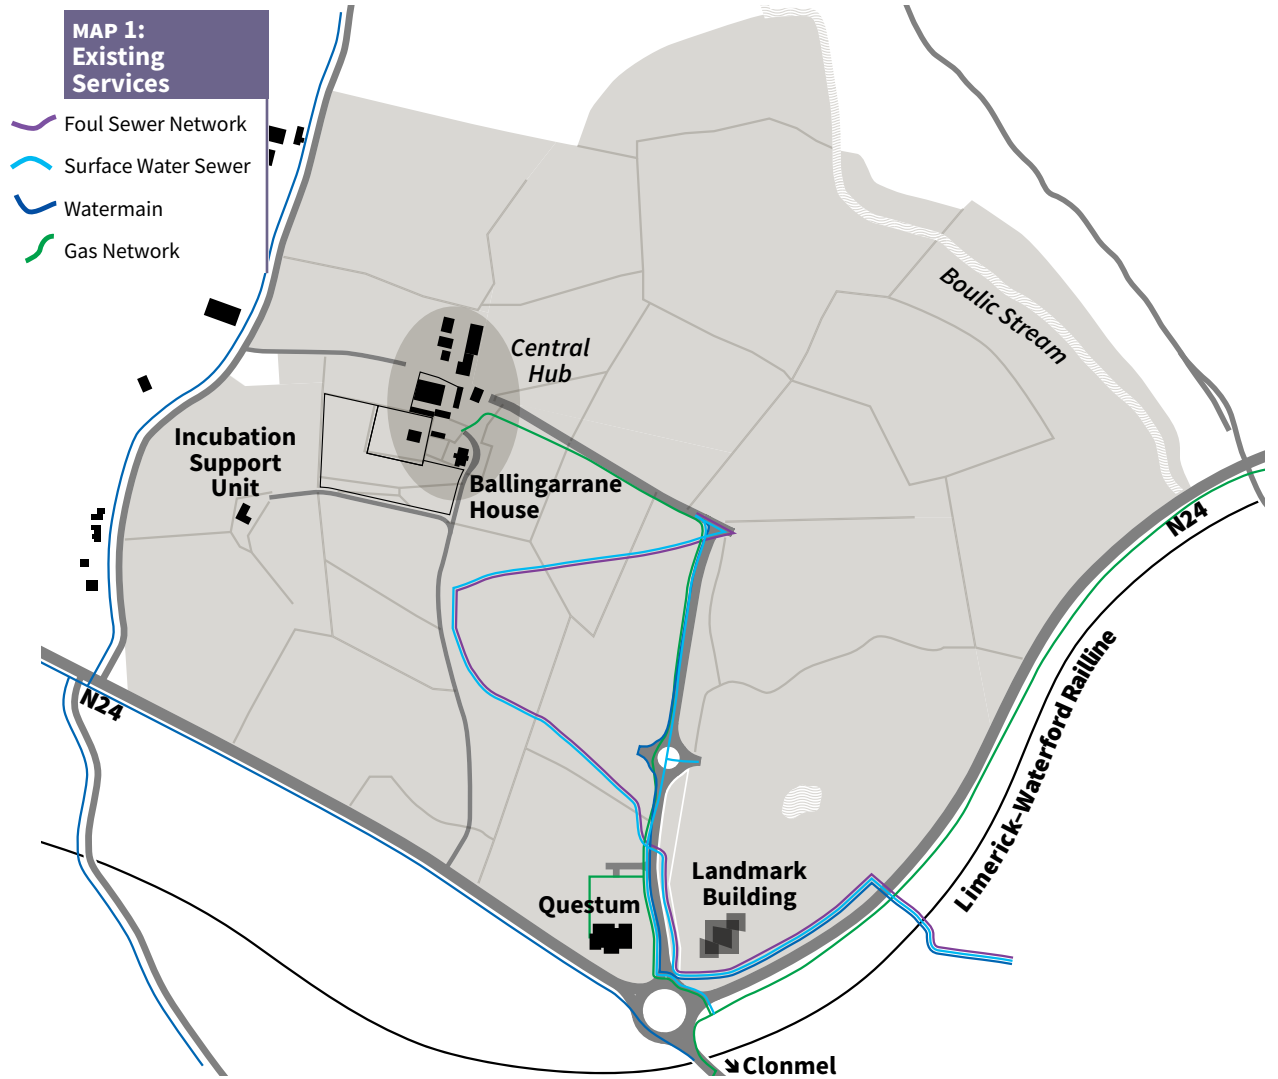 MAP 1:
Existing
Services
Foul Sewer Network
Surface Water Sewer
Watermain
Gas Network
Boulic Stream
Central
Hub
Incubation
Support
Unit
Ballingarrane
House
N24
N24
Limerick–Waterford Railline
Landmark
Building
Questum
Clonmel